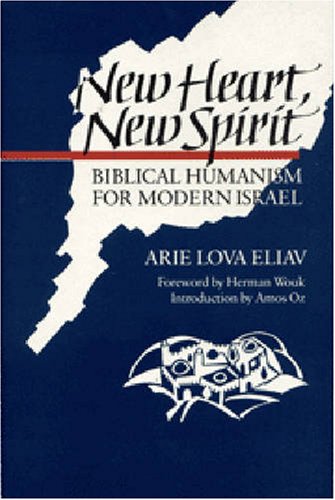 New Heart,
New Spirit
BIBLICAL HUMANISM
FOR MODERN ISRAEL
ARIE LOVA ELIAV
Foreword by Herman Wouk
Introduction by Amos Oz